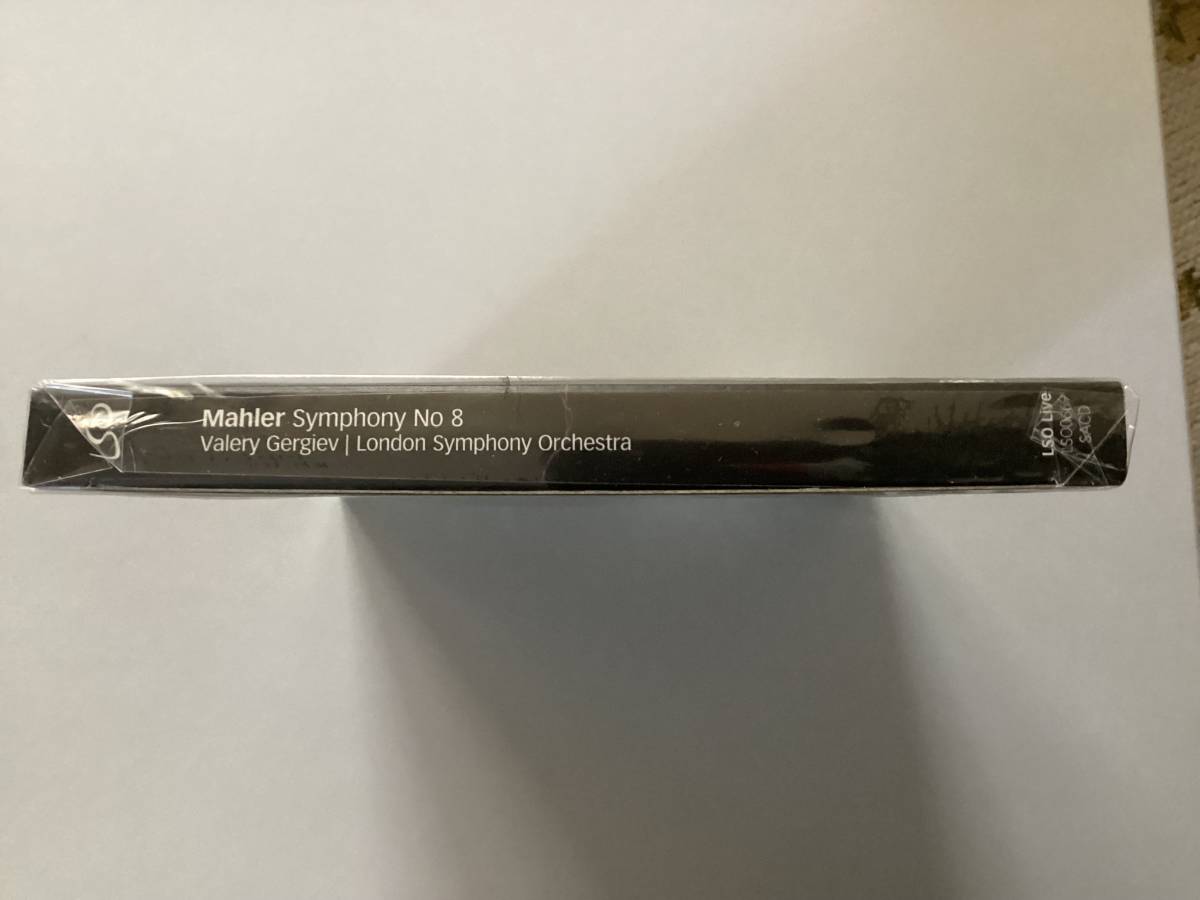 LSO
Mahler Symphony No 8
Valery Gergiev | London Symphony Orchestra
LSO Live
SACD